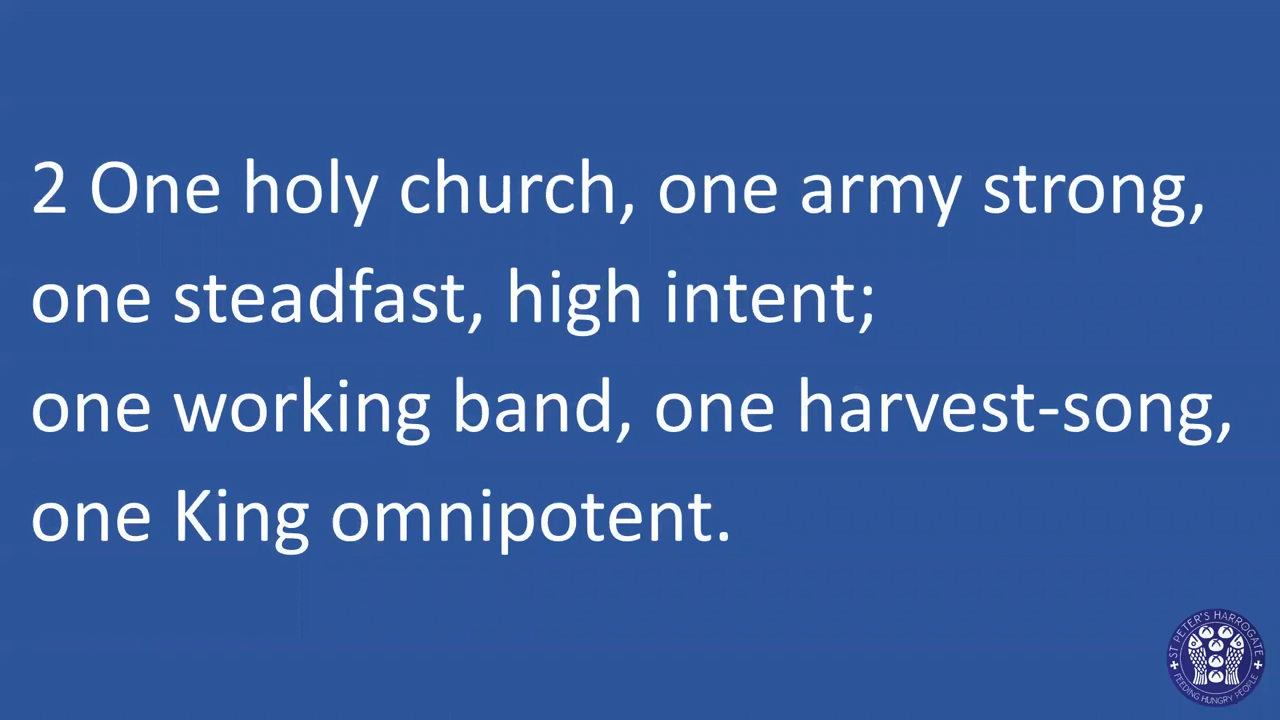 2 One holy church, one army strong,
one steadfast, high intent;
one working band, one harvest-song,
one King omnipotent.
ST PETER'S HARROGATE
FEEDING HUNGRY PEOPLE